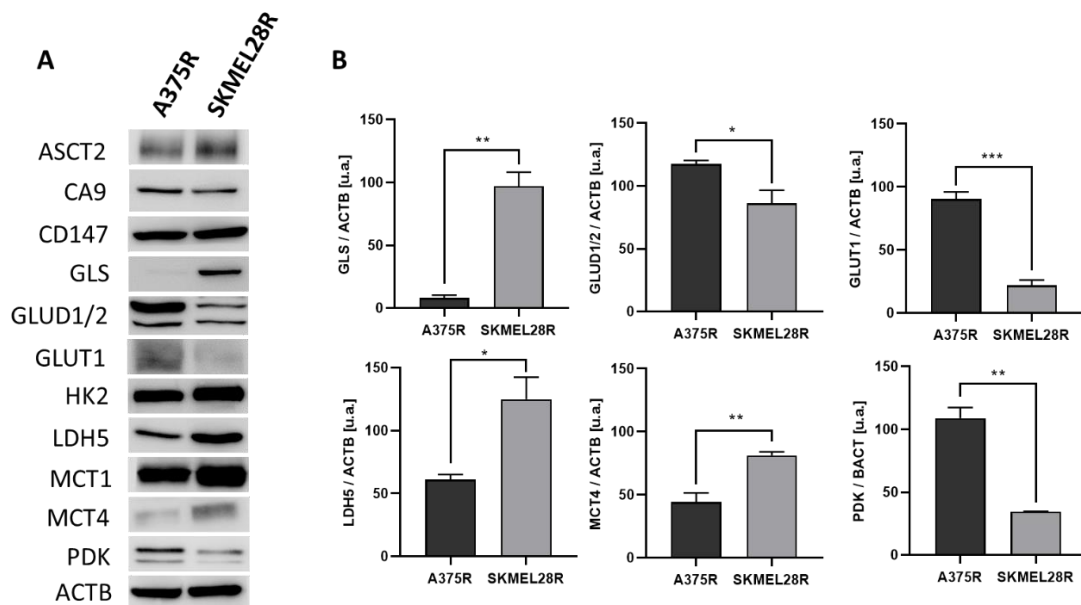 A
A375R
SKMEL28R
ASCT2
CA9
CD147
GLS
GLUD1/2
GLUT1
HK2
LDH5
MCT1
MCT4
PDK
ACTB
B
GLS / ACTB [u.a.]
150
100
50
0
**
A375R
SKMEL28R
GLUD1/2 / ACTB [u.a.]
150
100
50
0
*
A375R
SKMEL28R
GLUT1 / ACTB [u.a.]
150
100
50
0
***
A375R
SKMEL28R
LDH5 / ACTB [u.a.]
150
100
50
0
*
A375R
SKMEL28R
MCT4 / ACTB [u.a.]
150
100
50
0
**
A375R
SKMEL28R
PDK / BACT [u.a.]
150
100
50
0
**
A375R
SKMEL28R